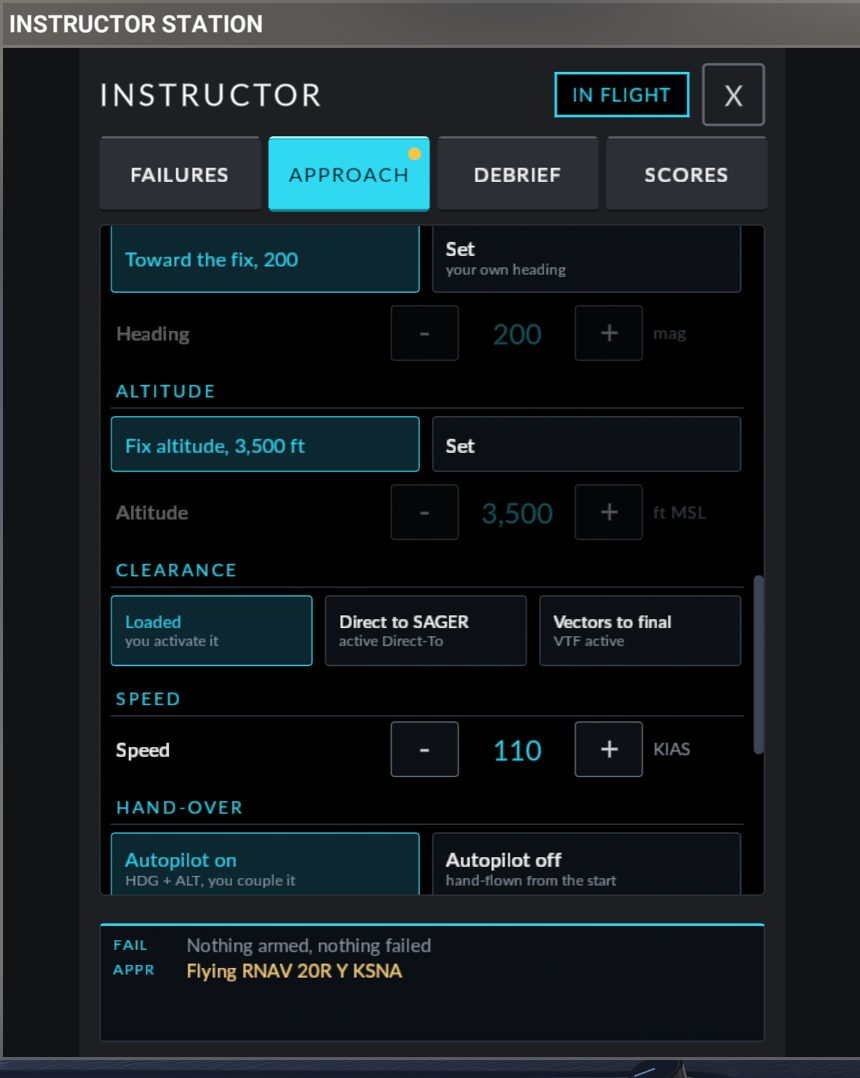 INSTRUCTOR STATION
INSTRUCTOR
IN FLIGHT
X
FAILURES
APPROACH
DEBRIEF
SCORES
Toward the fix, 200
Set
your own heading
Heading
-
200
+
mag
ALTITUDE
Fix altitude, 3,500 ft
Set
Altitude
-
3,500
+
ft MSL
CLEARANCE
Loaded
you activate it
Direct to SAGER
active Direct-To
Vectors to final
VTF active
SPEED
Speed
-
110
+
KIAS
HAND-OVER
Autopilot on
HDG + ALT, you couple it
Autopilot off
hand-flown from the start
FAIL
Nothing armed, nothing failed
APPR
Flying RNAV 20R Y KSNA